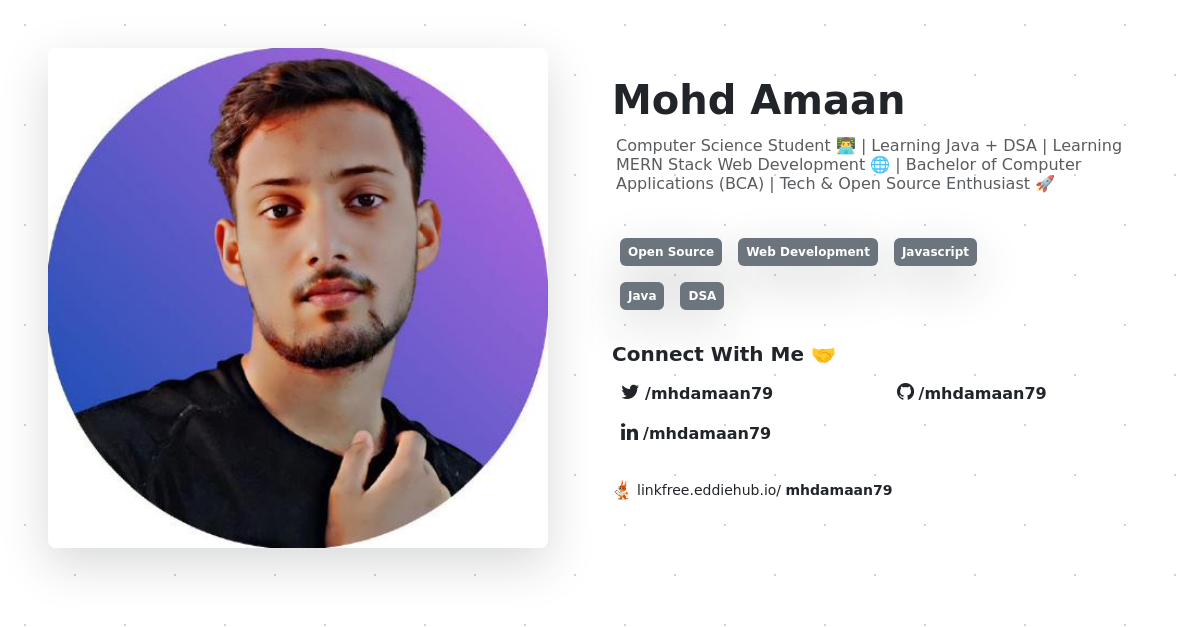 Mohd Amaan
Computer Science Student 👨‍💻 | Learning Java + DSA | Learning
MERN Stack Web Development 🌐 | Bachelor of Computer
Applications (BCA) | Tech & Open Source Enthusiast 🚀
Open Source Web Development Javascript
Java DSA
Connect With Me 🤝
/mhdamaan79 /mhdamaan79
/mhdamaan79
linkfree.eddiehub.io/ mhdamaan79